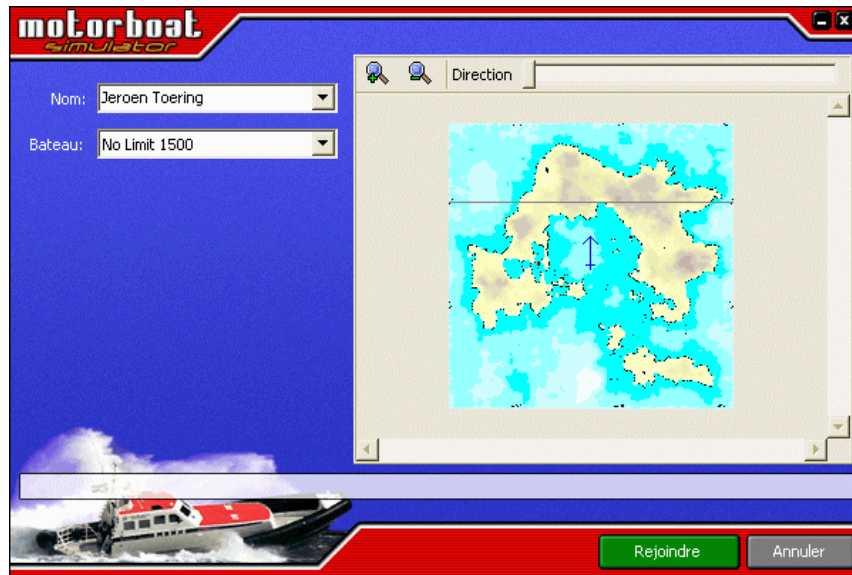 motorboat
simulator
Nom: Jeroen Toering
Bateau: No Limit 1500
Direction
Rejoindre
Annuler